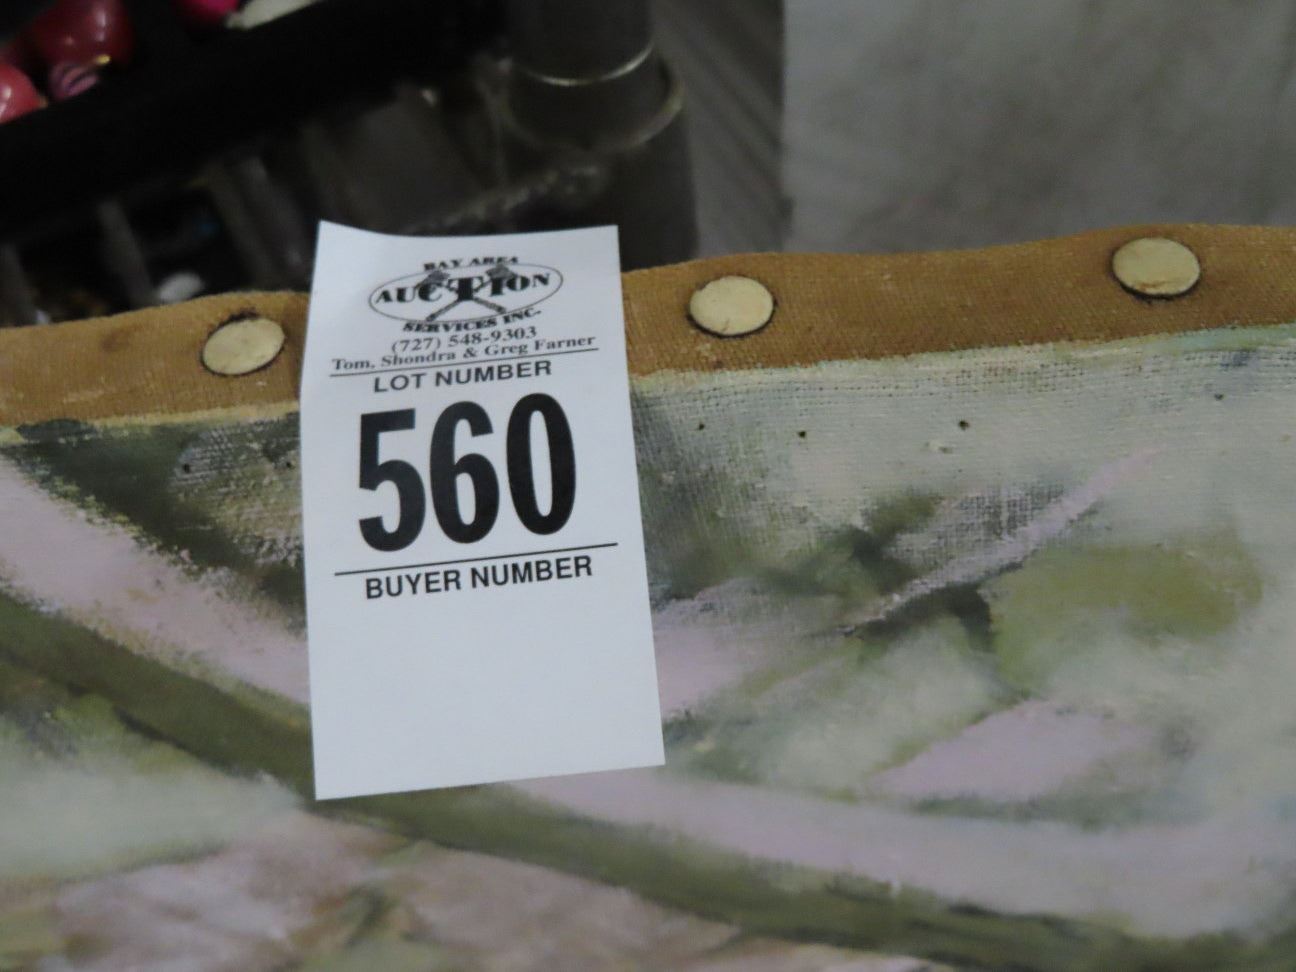 BAY AREA
AUCTION
SERVICES INC.
(727) 548-9303
Tom, Shondra & Greg Farner
LOT NUMBER
560
BUYER NUMBER